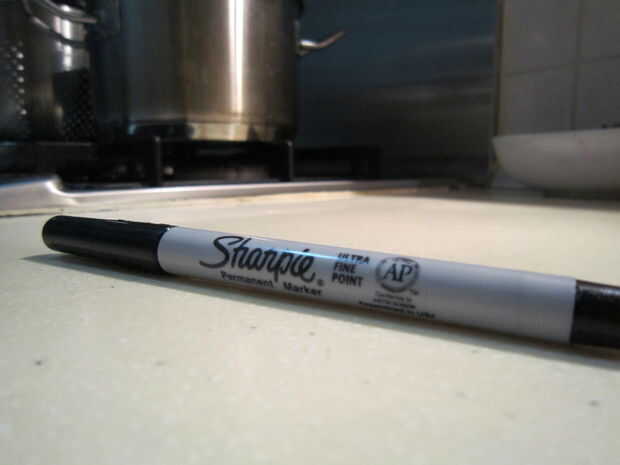 Sharpie®
Permanent Marker
ULTRA
FINE
POINT
AP